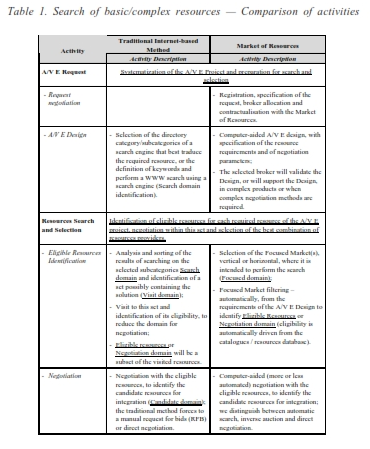 Table 1. Search of basic/complex resources — Comparison of activities
Activity
Traditional Internet-based
Method
Market of Resources
Activity Description
Activity Description
A/V E Request
Systematization of the A/V E Project and preparation for search and
selection
- Request
negotiation
- Registration, specification of the
request, broker allocation and
contractualisation with the Market
of Resources.
- A/V E Design
- Selection of the directory
category/subcategories of a
search engine that best traduce
the required resource, or the
definition of keywords and
perform a WWW search using a
search engine (Search domain
identification).
- Computer-aided A/V E design, with
specification of the resource
requirements and of negotiation
parameters;
- The selected broker will validate the
Design, or will support the Design,
in complex products or when
complex negotiation methods are
required.
Resources Search
and Selection
Identification of eligible resources for each required resource of the A/V E
project, negotiation within this set and selection of the best combination of
resources providers.
- Eligible Resources
Identification
- Analysis and sorting of the
results of searching on the
selected subcategories Search
domain and identification of a
set possibly containing the
solution (Visit domain);
- Visit to this set and
identification of its eligibility, to
reduce the domain for
negotiation;
- Eligible resources or
Negotiation domain will be a
subset of the visited resources.
- Selection of the Focused Market(s),
vertical or horizontal, where it is
intended to perform the search
(Focused domain);
- Focused Market filtering –
automatically, from the
requirements of the A/V E Design to
identify Eligible Resources or
Negotiation domain (eligibility is
automatically driven from the
catalogues / resources database).
- Negotiation
- Negotiation with the eligible
resources, to identify the
candidate resources for
integration (Candidate domain);
the traditional method forces to
a manual request for bids (RFB)
or direct negotiation.
- Computer-aided (more or less
automated) negotiation with the
eligible resources, to identify the
candidate resources for integration;
we distinguish between automatic
search, inverse auction and direct
negotiation.